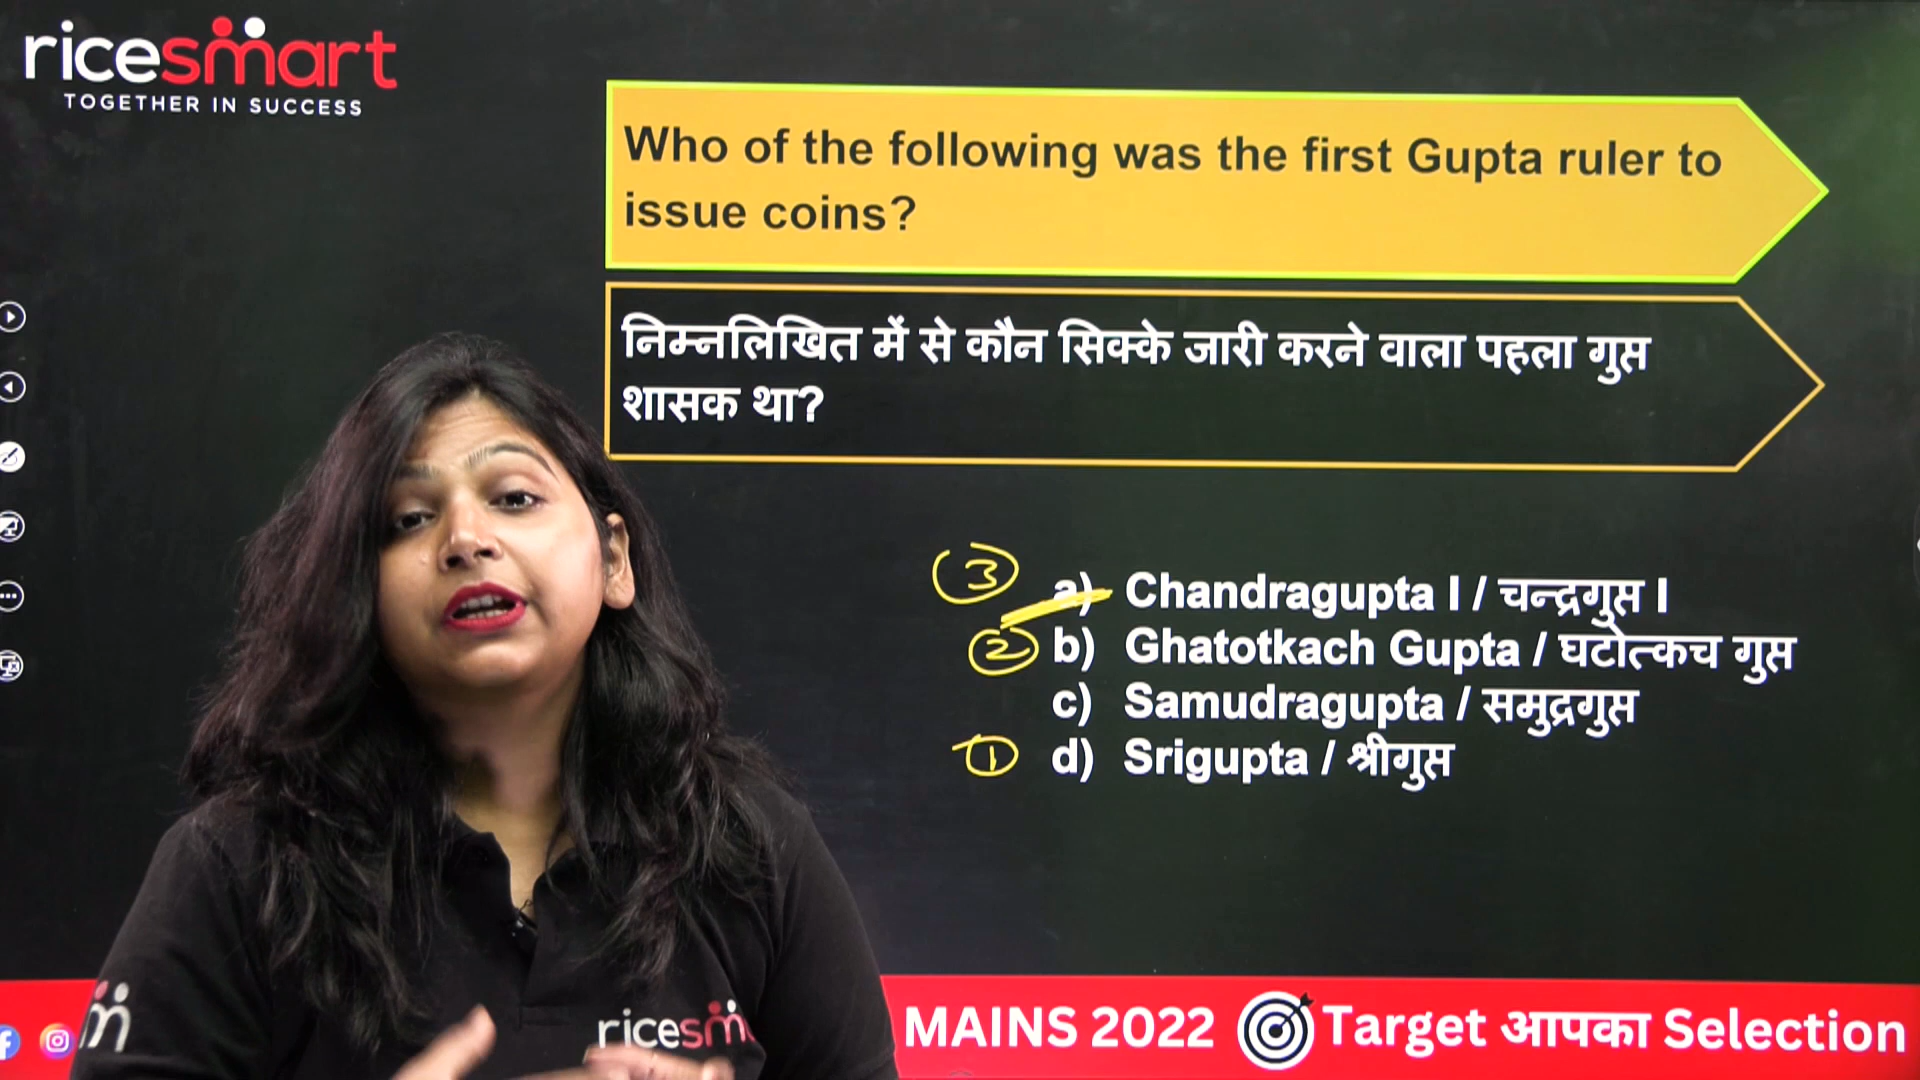 ricesmart
TOGETHER IN SUCCESS
Who of the following was the first Gupta ruler to
issue coins?
निम्नलिखित में से कौन सिक्के जारी करने वाला पहला गुप्त
शासक था?
③ a) Chandragupta I / चन्द्रगुप्त I
② b) Ghatotkach Gupta / घटोत्कच गुप्त
c) Samudragupta / समुद्रगुप्त
① d) Srigupta / श्रीगुप्त
ricesm
MAINS 2022 Target आपका Selection